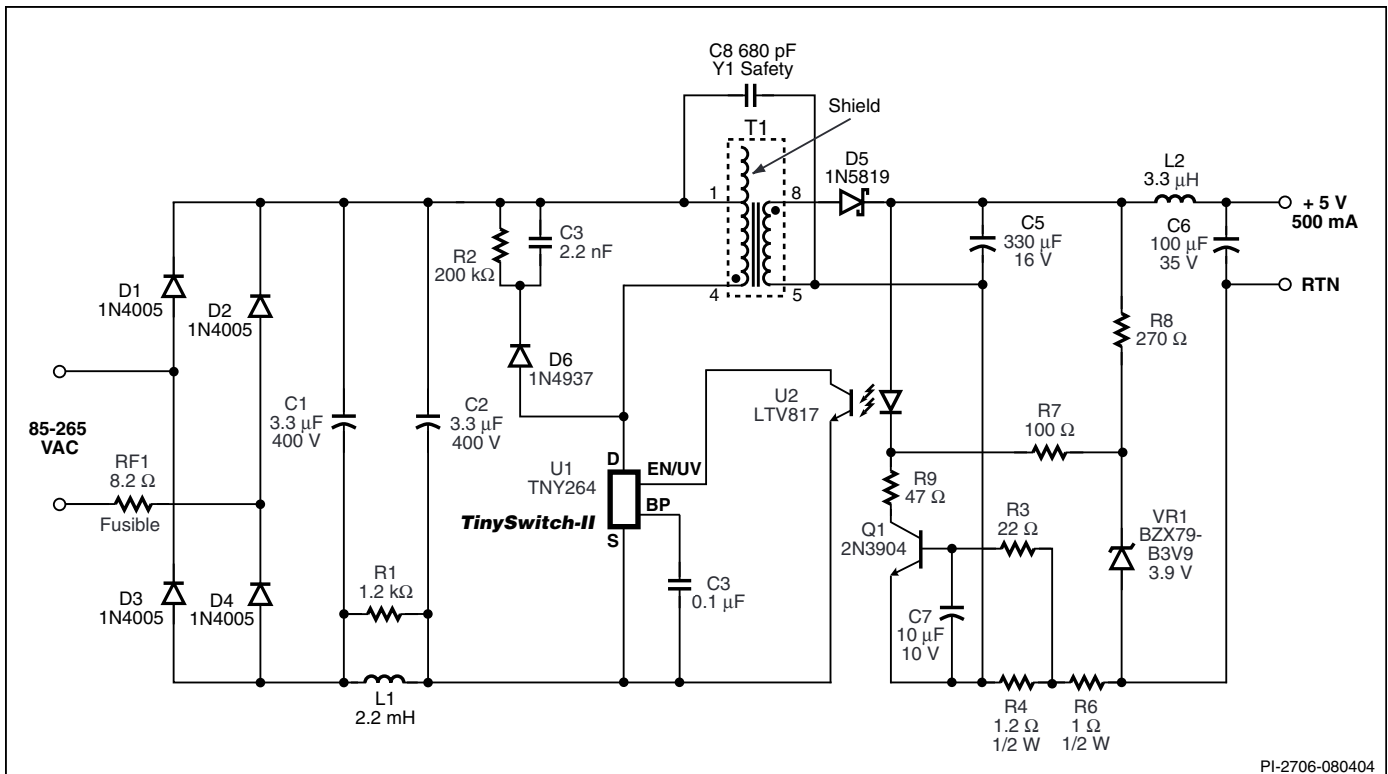 C8 680 pF
Y1 Safety
Shield
T1
D5
1N5819
L2
3.3 μH
1
8
+ 5 V
500 mA
C5
330 μF
16 V
C6
100 μF
35 V
R2
200 kΩ
C3
2.2 nF
4
5
RTN
D1
1N4005
D2
1N4005
R8
270 Ω
D6
1N4937
85-265
VAC
C1
3.3 μF
400 V
C2
3.3 μF
400 V
U2
LTV817
R7
100 Ω
RF1
8.2 Ω
Fusible
U1
TNY264
D
EN/UV
BP
S
TinySwitch-II
R9
47 Ω
Q1
2N3904
R3
22 Ω
VR1
BZX79-
B3V9
3.9 V
D3
1N4005
D4
1N4005
R1
1.2 kΩ
C3
0.1 μF
C7
10 μF
10 V
L1
2.2 mH
R4
1.2 Ω
1/2 W
R6
1 Ω
1/2 W
PI-2706-080404